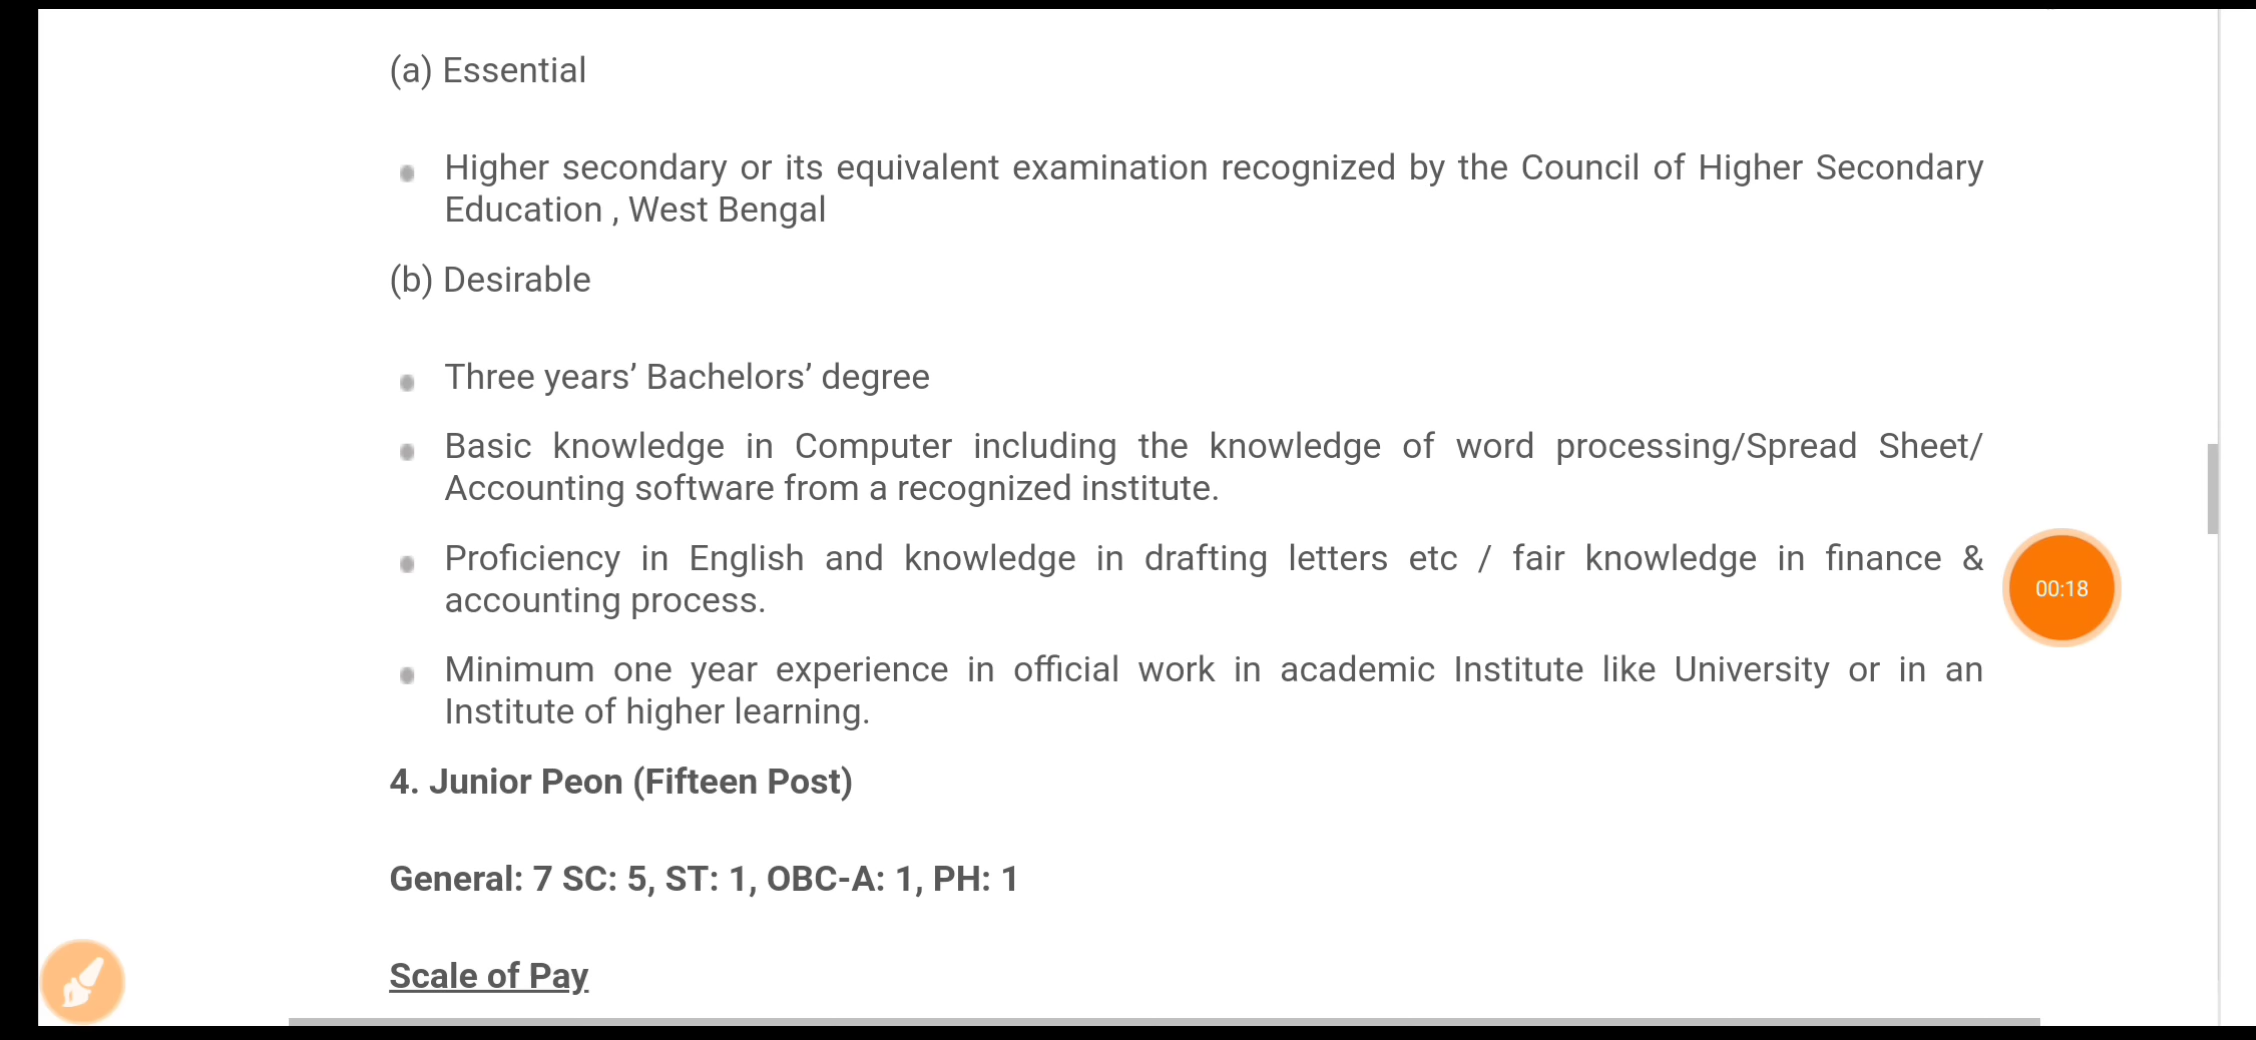 (a) Essential
Higher secondary or its equivalent examination recognized by the Council of Higher Secondary
Education , West Bengal
(b) Desirable
Three years’ Bachelors’ degree
Basic knowledge in Computer including the knowledge of word processing/Spread Sheet/
Accounting software from a recognized institute.
Proficiency in English and knowledge in drafting letters etc / fair knowledge in finance &
accounting process.
00:18
Minimum one year experience in official work in academic Institute like University or in an
Institute of higher learning.
4. Junior Peon (Fifteen Post)
General: 7 SC: 5, ST: 1, OBC-A: 1, PH: 1
Scale of Pay